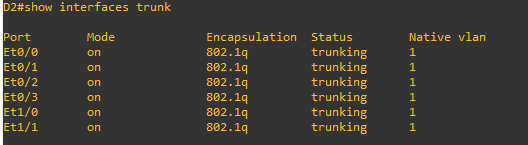 D2#show interfaces trunk
Port Mode Encapsulation Status Native vlan
Et0/0 on 802.1q trunking 1
Et0/1 on 802.1q trunking 1
Et0/2 on 802.1q trunking 1
Et0/3 on 802.1q trunking 1
Et1/0 on 802.1q trunking 1
Et1/1 on 802.1q trunking 1